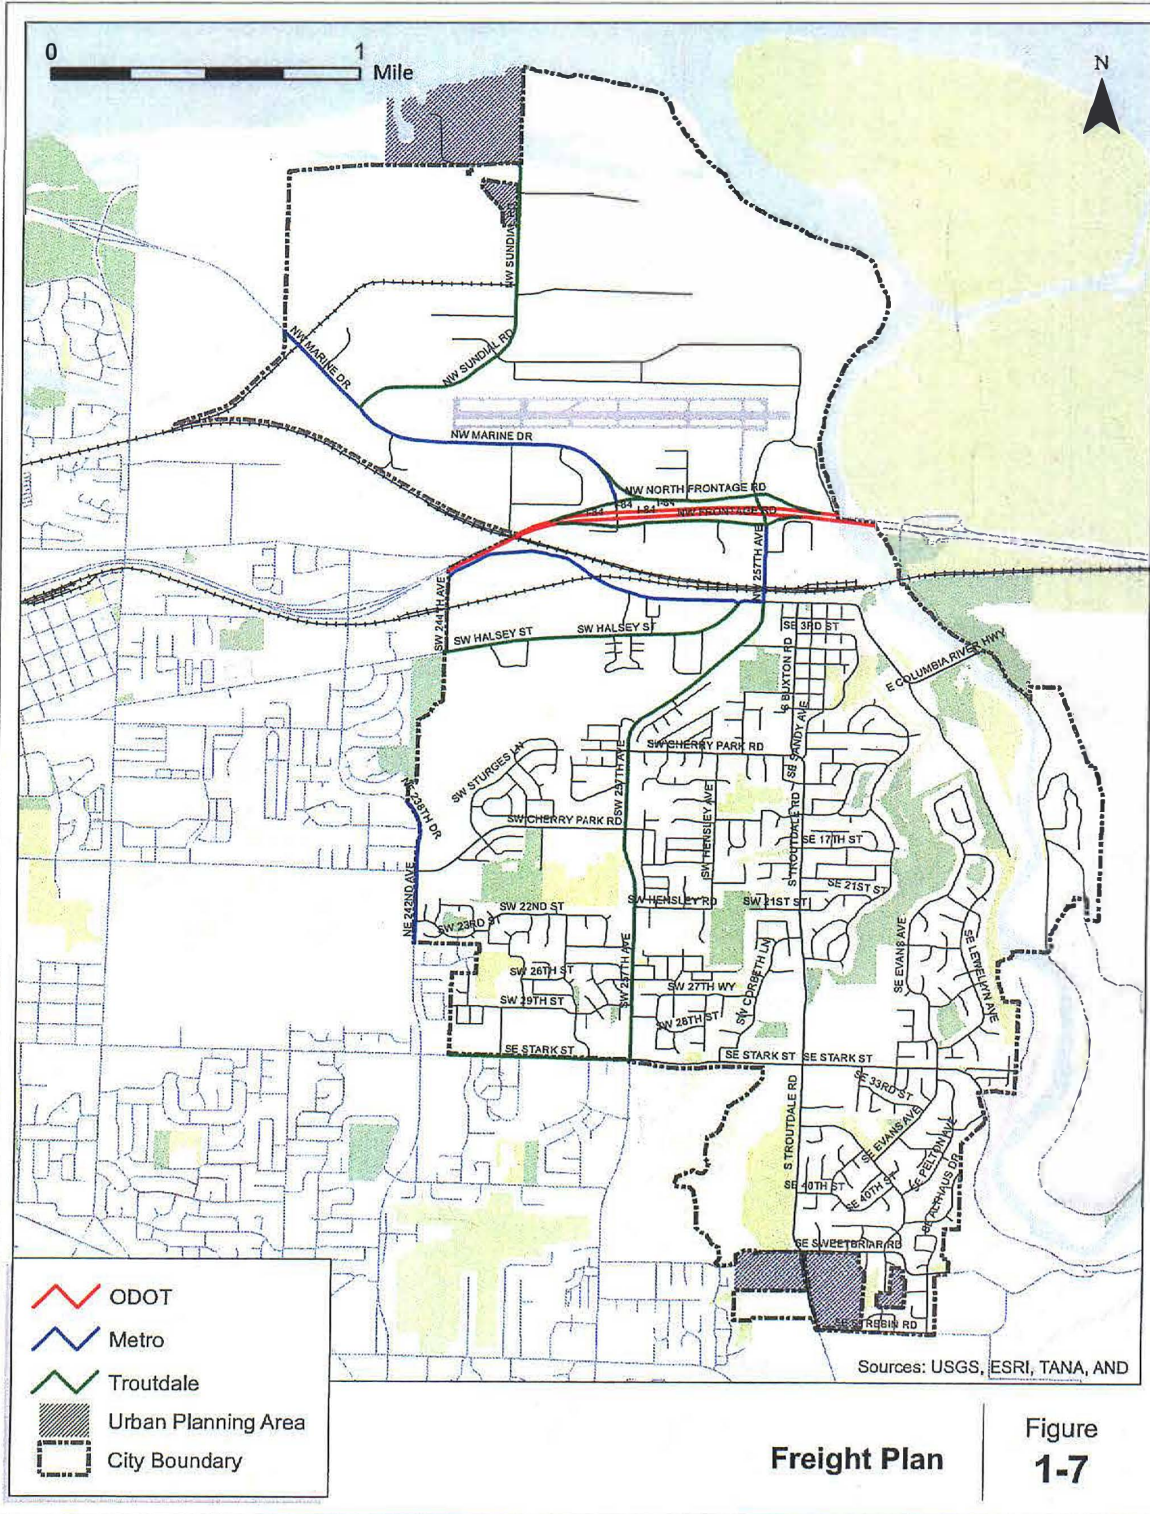 0 1 Mile
N
NW SUNDIAL RD
NW MARINE DR
NW SUNDIAL RD
NW MARINE DR
NW NORTH FRONTAGE RD
I-84 I-84 I-84 I-84
NW FRONTAGE RD
NW 257TH AVE
SW 244TH AVE
SW HALSEY ST
SW HALSEY ST
SE 3RD ST
S BUXTON RD
E COLUMBIA RIVER HWY
SE SANDY AVE
SW CHERRY PARK RD
SW STURGES LN
SW 257TH AVE
NE 238TH DR
SW CHERRY PARK RD
SW HENSLEY AVE
S TROUTDALE RD
SE 17TH ST
SE 21ST ST
NE 242ND AVE
SW HENSLEY RD
SW 21ST ST
SW 22ND ST
SW 23RD ST
SE EVANS AVE
SE LEWELLYN AVE
SW 257TH AVE
SW CORBETH LN
SW 26TH ST
SW 27TH WY
SW 29TH ST
SW 28TH ST
SE STARK ST
SE STARK ST
SE STARK ST
S TROUTDALE RD
SE 33RD ST
SE EVANS AVE
SE PELTON AVE
SE 40TH ST
SE 40TH ST
SE ALTHAUS DR
SE SWEETBRIAR RD
SE STREBIN RD
Sources: USGS, ESRI, TANA, AND
ODOT
Metro
Troutdale
Urban Planning Area
City Boundary
Freight Plan
Figure
1-7